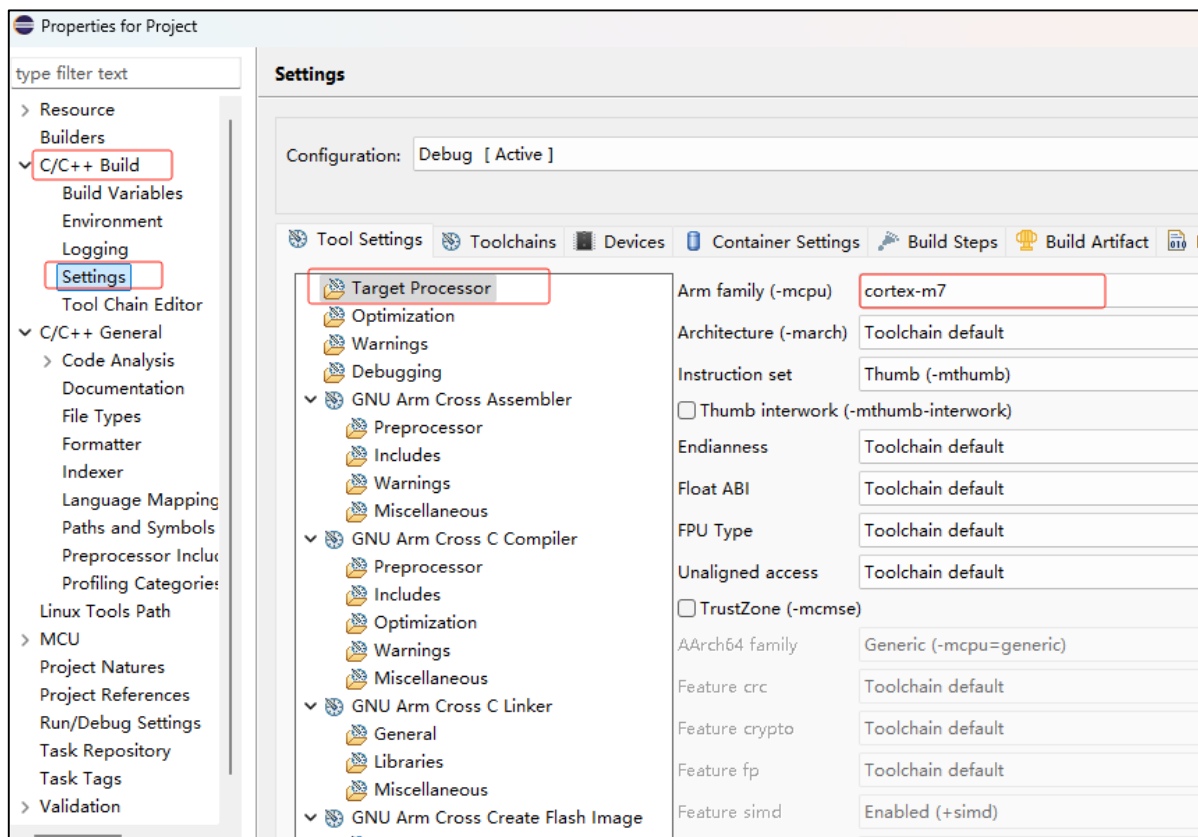 Properties for Project
type filter text
Resource
Builders
C/C++ Build
Build Variables
Environment
Logging
Settings
Tool Chain Editor
C/C++ General
Code Analysis
Documentation
File Types
Formatter
Indexer
Language Mapping
Paths and Symbols
Preprocessor Inclu
Profiling Categories
Linux Tools Path
MCU
Project Natures
Project References
Run/Debug Settings
Task Repository
Task Tags
Validation
Settings
Configuration: Debug [ Active ]
Tool Settings Toolchains Devices Container Settings Build Steps Build Artifact
Target Processor
Optimization
Warnings
Debugging
GNU Arm Cross Assembler
Preprocessor
Includes
Warnings
Miscellaneous
GNU Arm Cross C Compiler
Preprocessor
Includes
Optimization
Warnings
Miscellaneous
GNU Arm Cross C Linker
General
Libraries
Miscellaneous
GNU Arm Cross Create Flash Image
Arm family (-mcpu) cortex-m7
Architecture (-march) Toolchain default
Instruction set Thumb (-mthumb)
Thumb interwork (-mthumb-interwork)
Endianness Toolchain default
Float ABI Toolchain default
FPU Type Toolchain default
Unaligned access Toolchain default
TrustZone (-mcmse)
AArch64 family Generic (-mcpu=generic)
Feature crc Toolchain default
Feature crypto Toolchain default
Feature fp Toolchain default
Feature simd Enabled (+simd)